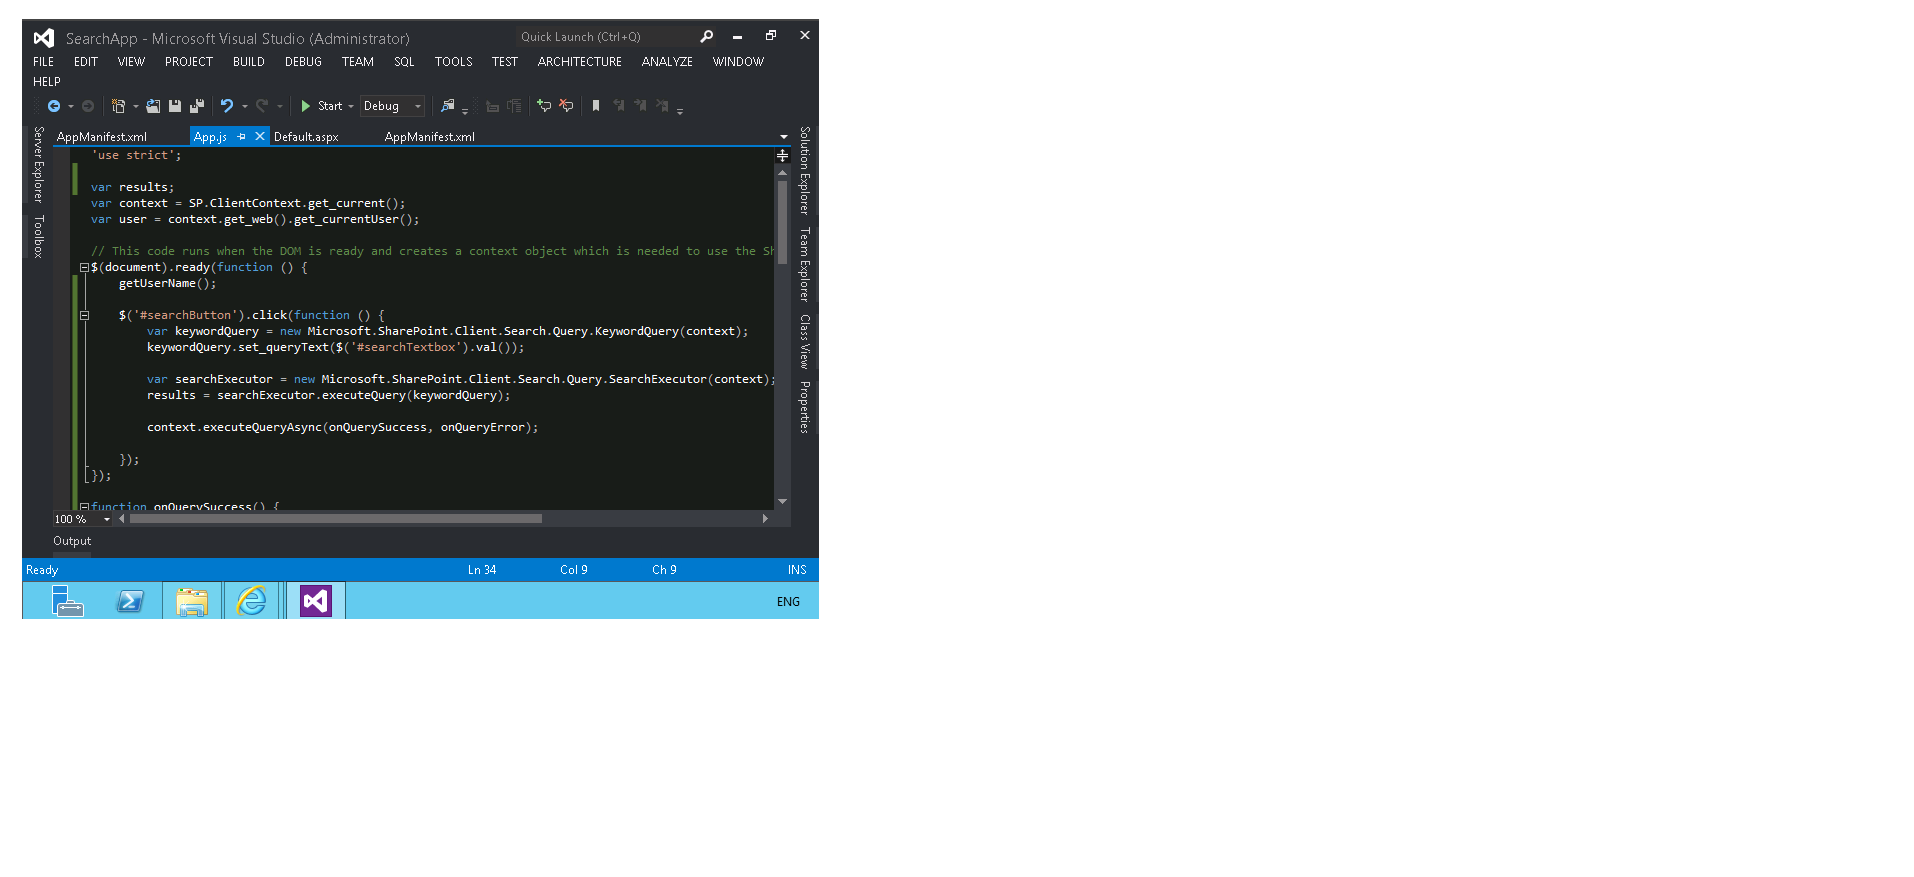 SearchApp - Microsoft Visual Studio (Administrator)
Quick Launch (Ctrl+Q)
FILE EDIT VIEW PROJECT BUILD DEBUG TEAM SQL TOOLS TEST ARCHITECTURE ANALYZE WINDOW
HELP
Start Debug
Server Explorer
Toolbox
AppManifest.xml App.js Default.aspx AppManifest.xml
'use strict';
var results;
var context = SP.ClientContext.get_current();
var user = context.get_web().get_currentUser();
// This code runs when the DOM is ready and creates a context object which is needed to use the Sh
$(document).ready(function () {
getUserName();
$('#searchButton').click(function () {
var keywordQuery = new Microsoft.SharePoint.Client.Search.Query.KeywordQuery(context);
keywordQuery.set_queryText($('#searchTextbox').val());
var searchExecutor = new Microsoft.SharePoint.Client.Search.Query.SearchExecutor(context);
results = searchExecutor.executeQuery(keywordQuery);
context.executeQueryAsync(onQuerySuccess, onQueryError);
});
});
function onQuerySuccess() {
Solution Explorer
Team Explorer
Class View
Properties
100 %
Output
Ready Ln 34 Col 9 Ch 9 INS
ENG